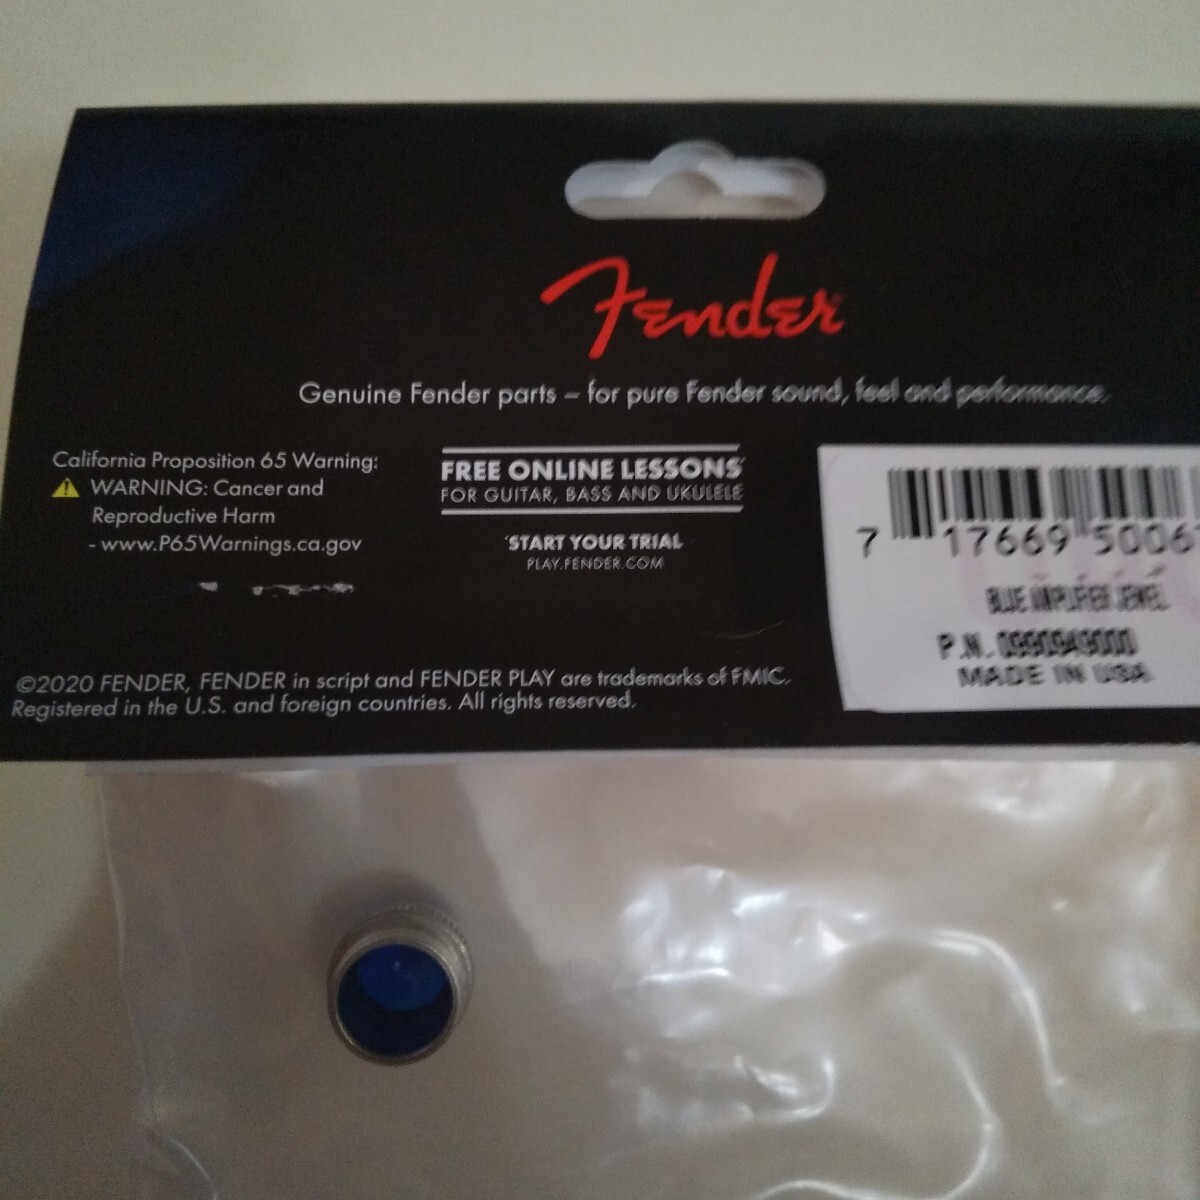 Fender
Genuine Fender parts – for pure Fender sound, feel and performance.
California Proposition 65 Warning:
WARNING: Cancer and
Reproductive Harm
- www.P65Warnings.ca.gov
FREE ONLINE LESSONS
FOR GUITAR, BASS AND UKULELE
START YOUR TRIAL
PLAY.FENDER.COM
7 17669 5006
BLUE AMPLIFIER JEWEL
P.N. 0990949000
MADE IN USA
©2020 FENDER, FENDER in script and FENDER PLAY are trademarks of FMIC.
Registered in the U.S. and foreign countries. All rights reserved.